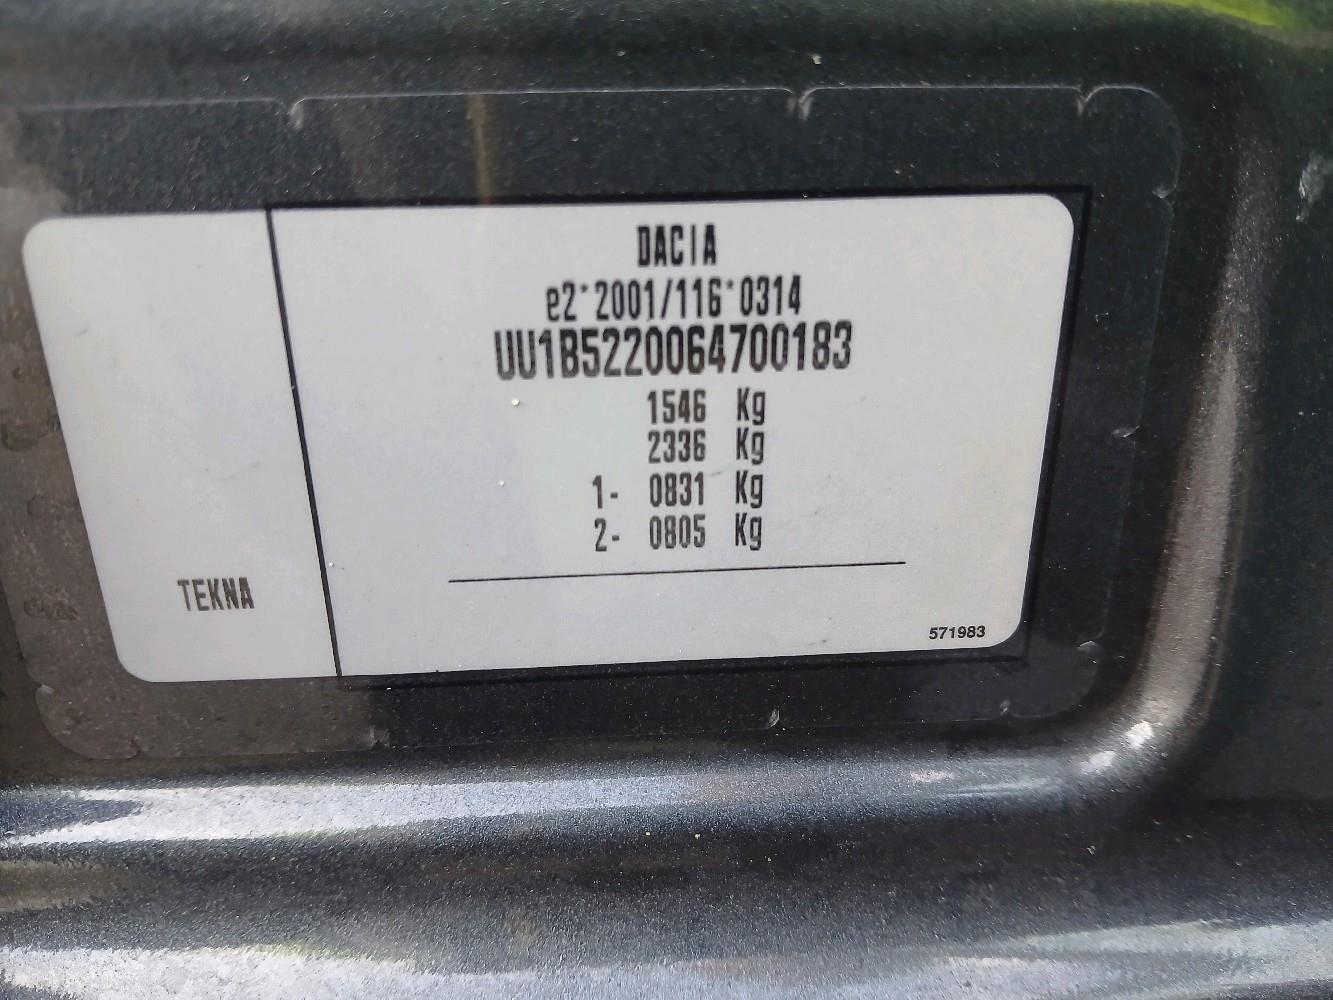 DACIA
e2*2001/116*0314
UU1B5220064700183
1546 Kg
2336 Kg
1- 0831 Kg
2- 0805 Kg
TEKNA
571983